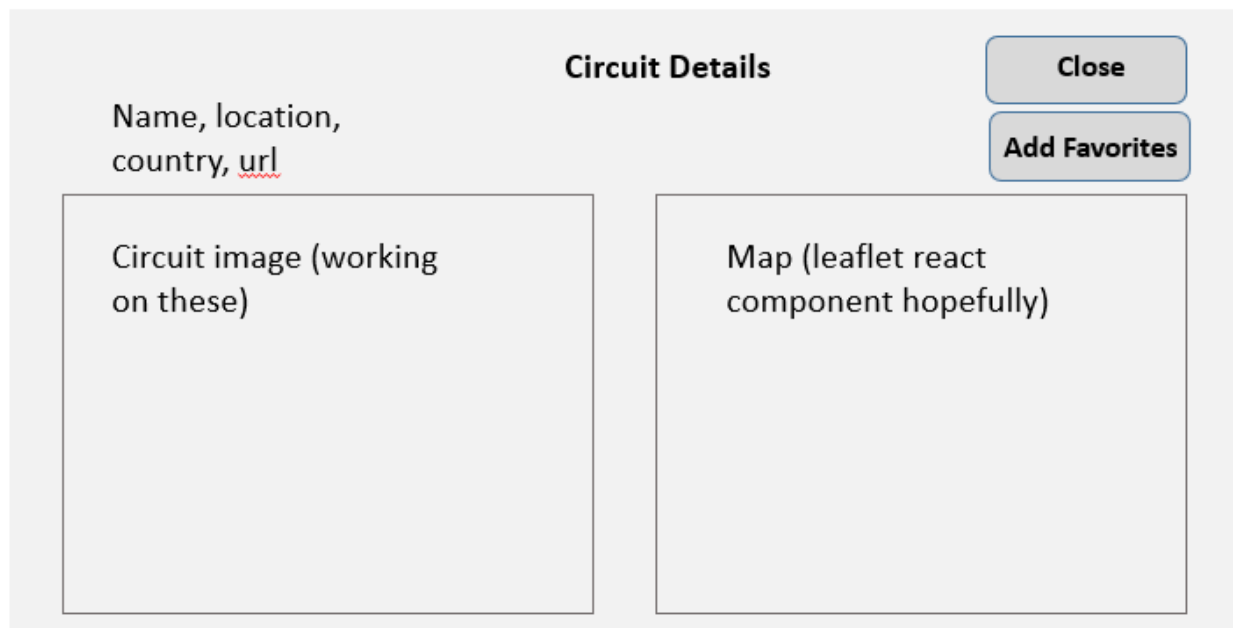 Circuit Details
Close
Name, location,
country, url
Add Favorites
Circuit image (working
on these)
Map (leaflet react
component hopefully)